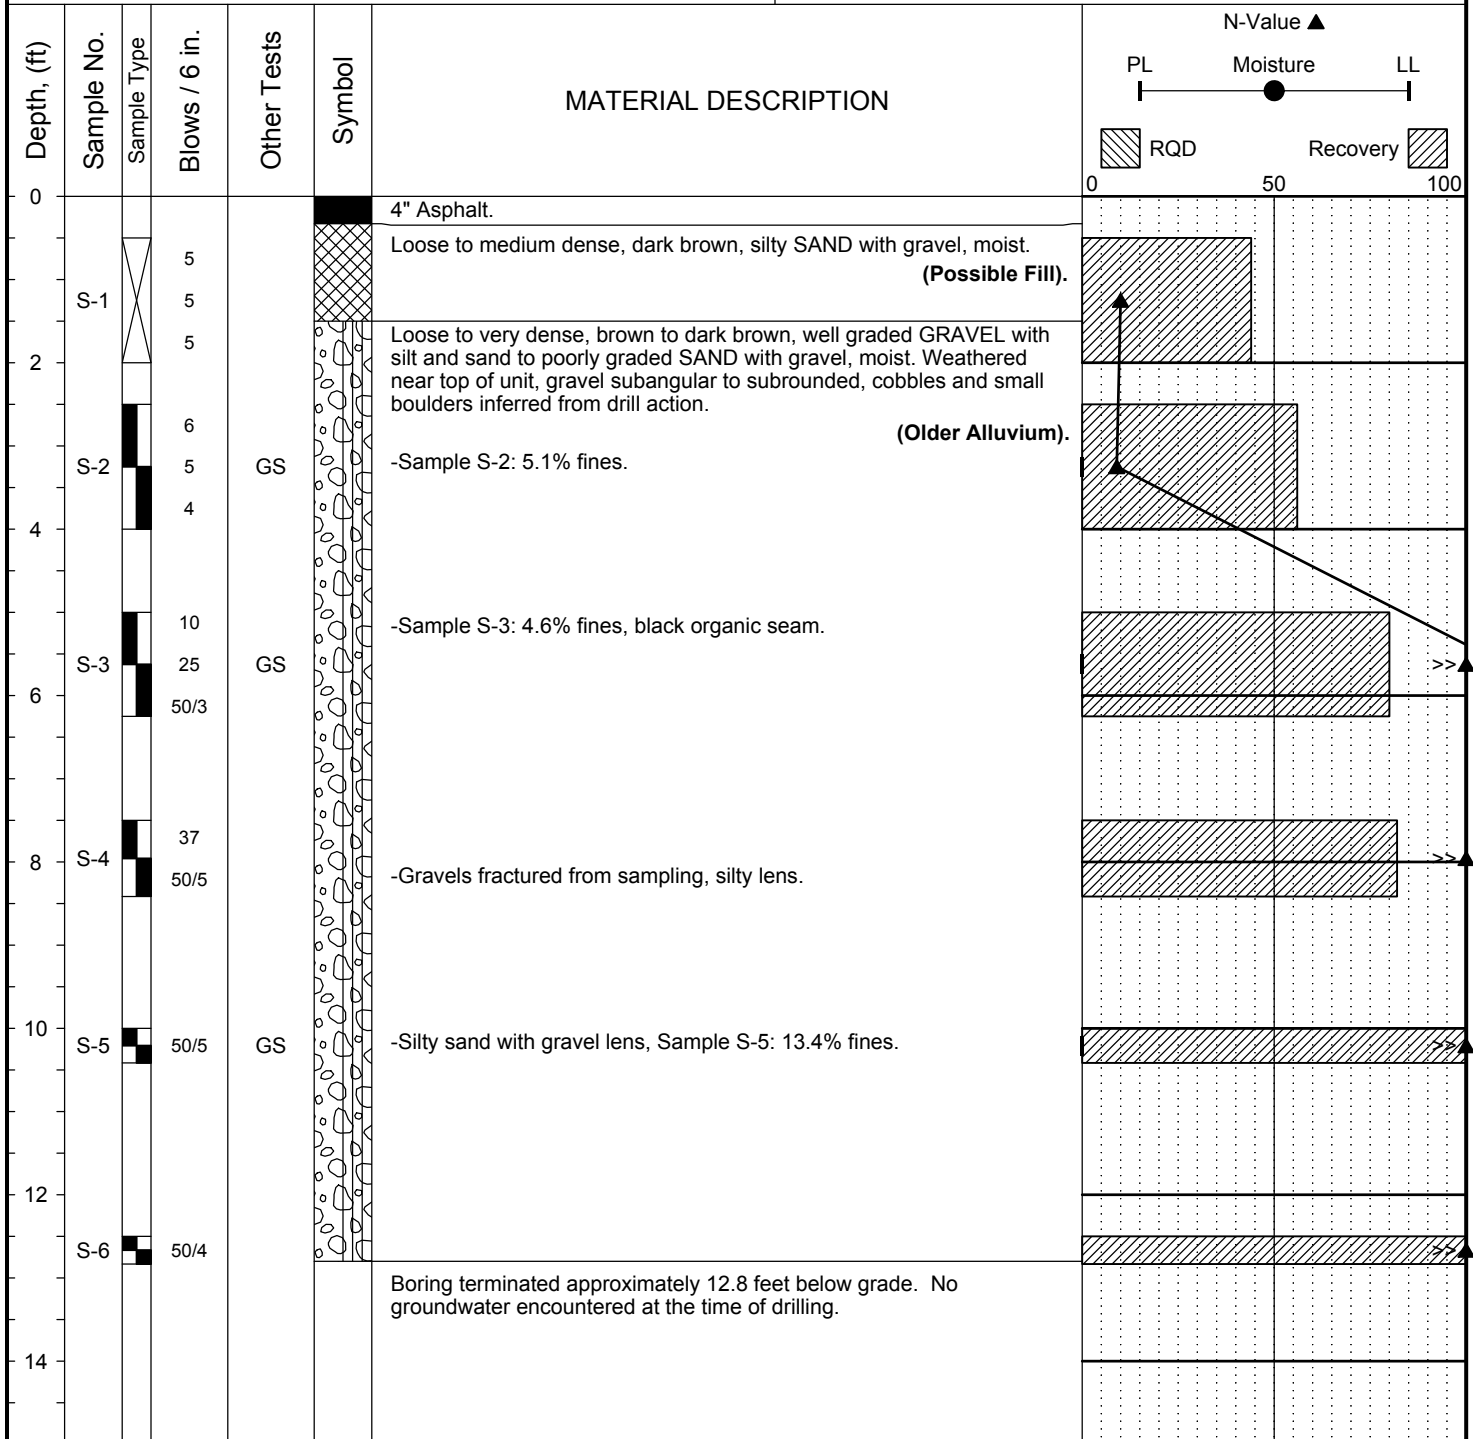 Depth, (ft)
Sample No.
Sample Type
Blows / 6 in.
Other Tests
Symbol
MATERIAL DESCRIPTION
N-Value ▲
PL Moisture LL
RQD Recovery
0 50 100
0
4" Asphalt.
Loose to medium dense, dark brown, silty SAND with gravel, moist.
5
(Possible Fill).
S-1 5
Loose to very dense, brown to dark brown, well graded GRAVEL with
5
silt and sand to poorly graded SAND with gravel, moist. Weathered
2
near top of unit, gravel subangular to subrounded, cobbles and small
boulders inferred from drill action.
6
(Older Alluvium).
S-2 5 GS -Sample S-2: 5.1% fines.
4
4
10 -Sample S-3: 4.6% fines, black organic seam.
S-3 25 GS >>
6 50/3
37
8 S-4 >>
50/5 -Gravels fractured from sampling, silty lens.
10
S-5 50/5 GS -Silty sand with gravel lens, Sample S-5: 13.4% fines. >>
12
S-6 50/4 >>
Boring terminated approximately 12.8 feet below grade. No
groundwater encountered at the time of drilling.
14